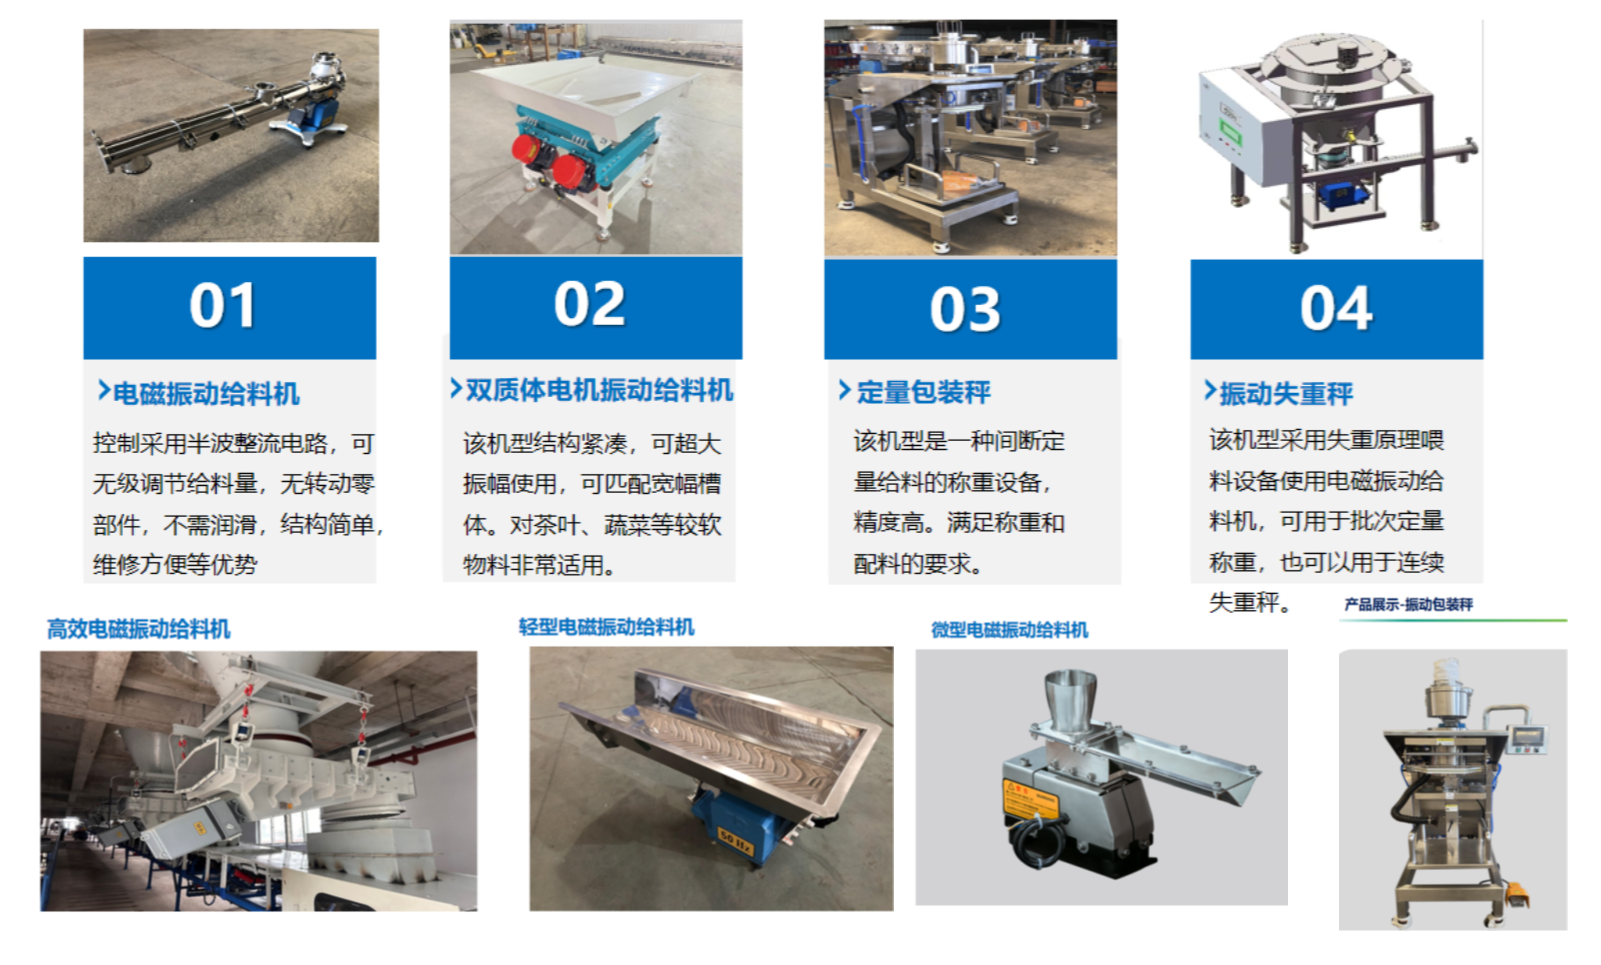 01
电磁振动给料机
控制采用半波整流电路，可
无级调节给料量，无转动零
部件，不需润滑，结构简单，
维修方便等优势
02
双质体电机振动给料机
该机型结构紧凑，可超大
振幅使用，可匹配宽幅槽
体。对茶叶、蔬菜等较软
物料非常适用。
03
定量包装秤
该机型是一种间断定
量给料的称重设备，
精度高。满足称重和
配料的要求。
04
振动失重秤
该机型采用失重原理喂
料设备使用电磁振动给
料机，可用于批次定量
称重，也可以用于连续
失重秤。
高效电磁振动给料机
轻型电磁振动给料机
50 Hz
微型电磁振动给料机
产品展示-振动包装秤